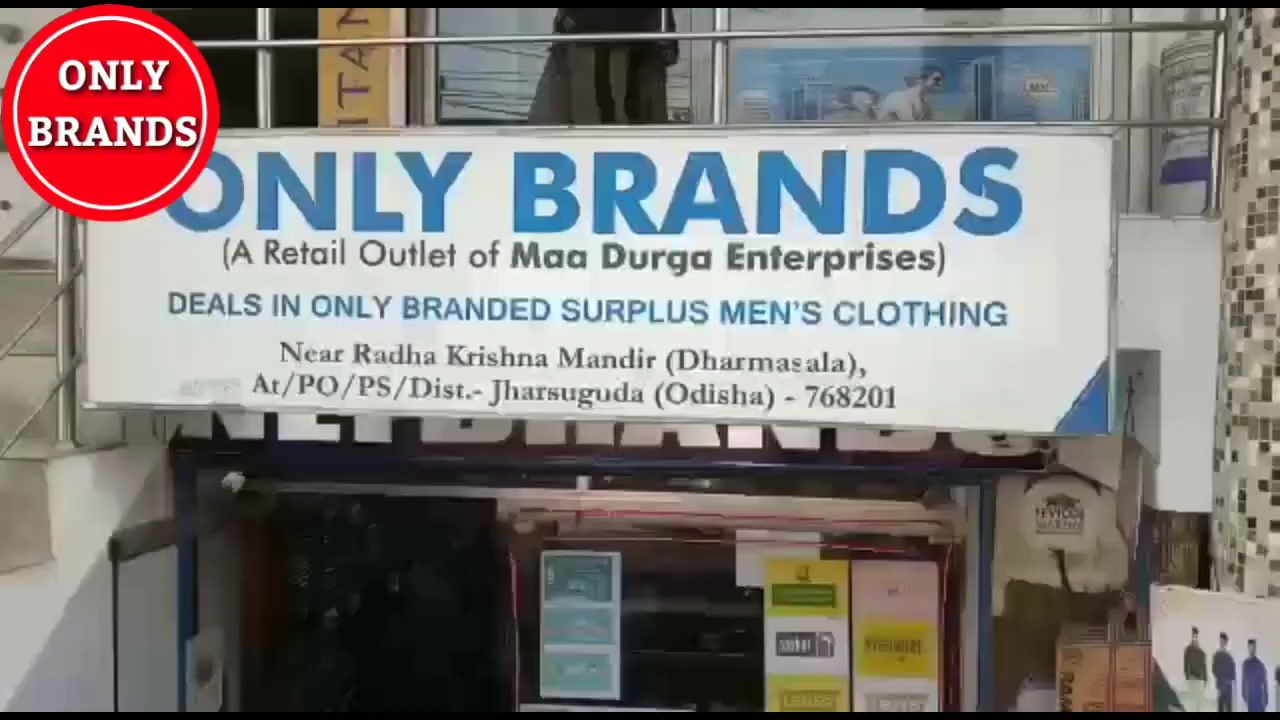 ONLY
BRANDS
ONLY BRANDS
(A Retail Outlet of Maa Durga Enterprises)
DEALS IN ONLY BRANDED SURPLUS MEN'S CLOTHING
Near Radha Krishna Mandir (Dharmasala),
At/PO/PS/Dist.- Jharsuguda (Odisha) - 768201